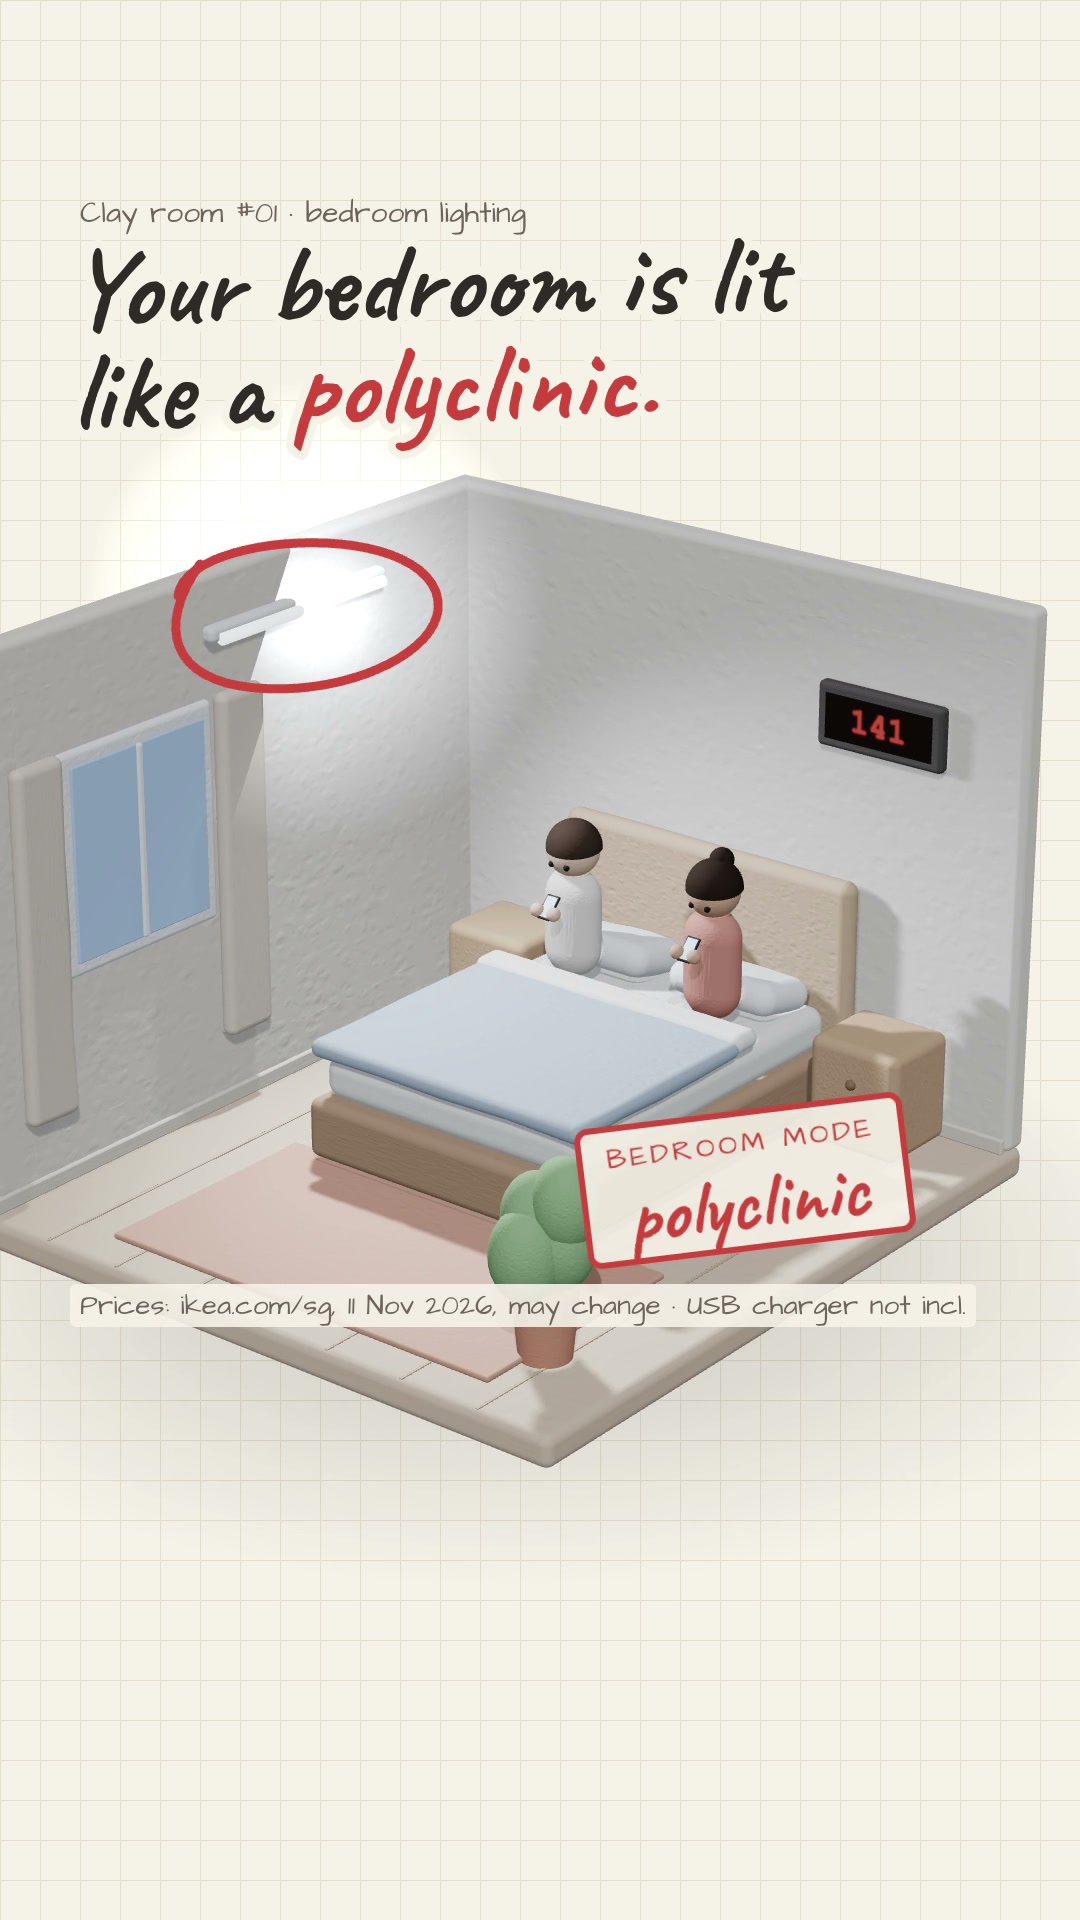 Clay room #01 · bedroom lighting
Your bedroom is lit
like a polyclinic.
141
BEDROOM MODE
polyclinic
Prices: ikea.com/sg, 11 Nov 2026, may change · USB charger not incl.